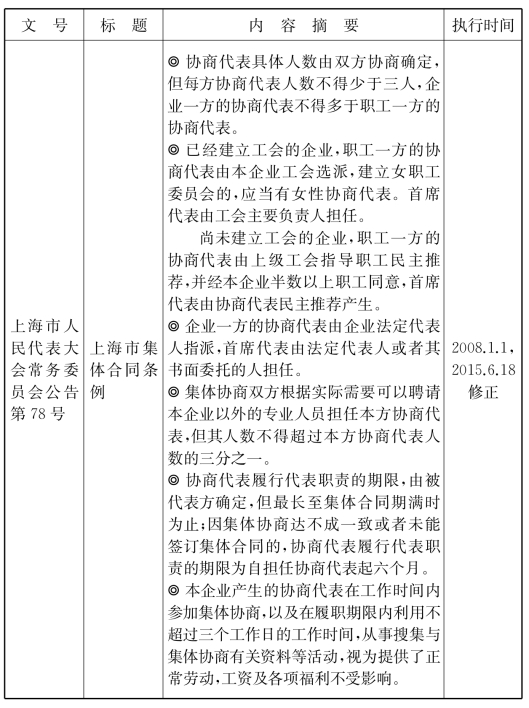 文 号
标 题
内 容 摘 要
执行时间
上海市人
民代表大
会常务委
员会公告
第 78 号
上海市集
体合同条
例
◎ 协商代表具体人数由双方协商确定，
但每方协商代表人数不得少于三人，企
业一方的协商代表不得多于职工一方的
协商代表。
◎ 已经建立工会的企业，职工一方的协
商代表由本企业工会选派，建立女职工
委员会的，应当有女性协商代表。首席
代表由工会主要负责人担任。
尚未建立工会的企业，职工一方的
协商代表由上级工会指导职工民主推
荐，并经本企业半数以上职工同意，首席
代表由协商代表民主推荐产生。
◎ 企业一方的协商代表由企业法定代表
人指派，首席代表由法定代表人或者其
书面委托的人担任。
◎ 集体协商双方根据实际需要可以聘请
本企业以外的专业人员担任本方协商代
表，但其人数不得超过本方协商代表人
数的三分之一。
◎ 协商代表履行代表职责的期限，由被
代表方确定，但最长至集体合同期满时
为止；因集体协商达不成一致或者未能
签订集体合同的，协商代表履行代表职
责的期限为自担任协商代表起六个月。
◎ 本企业产生的协商代表在工作时间内
参加集体协商，以及在履职期限内利用不
超过三个工作日的工作时间，从事搜集与
集体协商有关资料等活动，视为提供了正
常劳动，工资及各项福利不受影响。
2008.1.1，
2015.6.18
修正